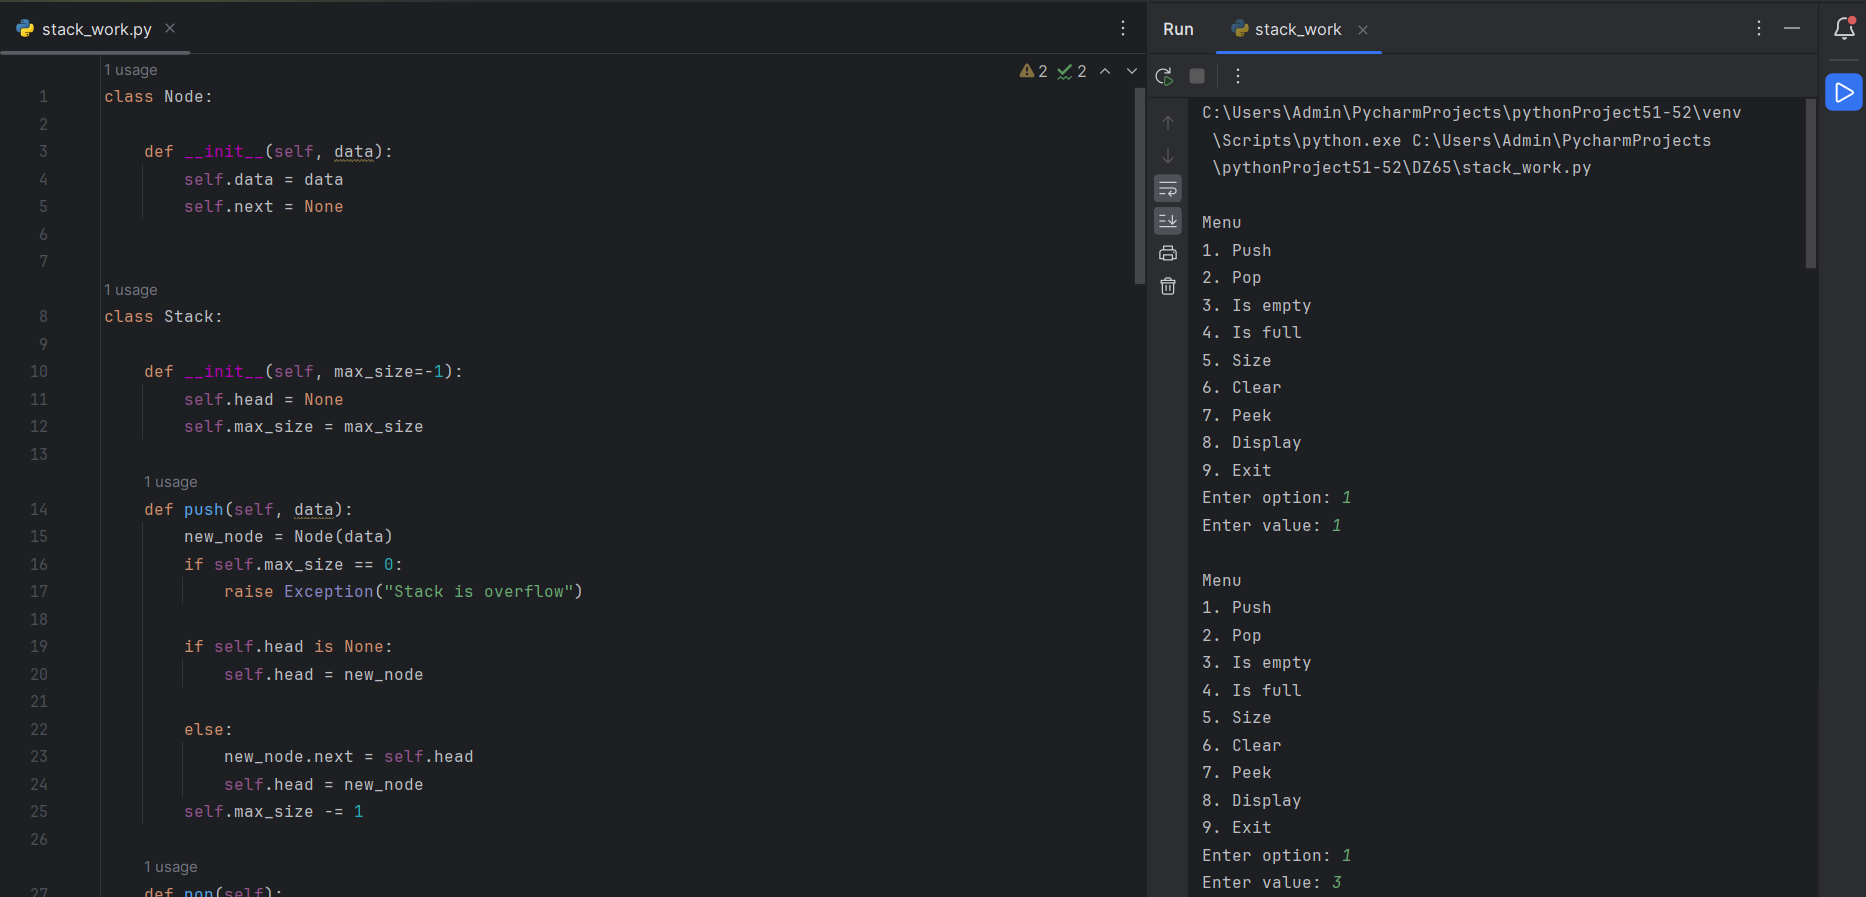 stack_work.py
1 usage
2 2
1 class Node:
2
3 def __init__(self, data):
4 self.data = data
5 self.next = None
6
7
1 usage
8 class Stack:
9
10 def __init__(self, max_size=-1):
11 self.head = None
12 self.max_size = max_size
13
1 usage
14 def push(self, data):
15 new_node = Node(data)
16 if self.max_size == 0:
17 raise Exception("Stack is overflow")
18
19 if self.head is None:
20 self.head = new_node
21
22 else:
23 new_node.next = self.head
24 self.head = new_node
25 self.max_size -= 1
26
1 usage
27 def pop(self):
Run stack_work
C:\Users\Admin\PycharmProjects\pythonProject51-52\venv
\Scripts\python.exe C:\Users\Admin\PycharmProjects
\pythonProject51-52\DZ65\stack_work.py
Menu
1. Push
2. Pop
3. Is empty
4. Is full
5. Size
6. Clear
7. Peek
8. Display
9. Exit
Enter option: 1
Enter value: 1
Menu
1. Push
2. Pop
3. Is empty
4. Is full
5. Size
6. Clear
7. Peek
8. Display
9. Exit
Enter option: 1
Enter value: 3